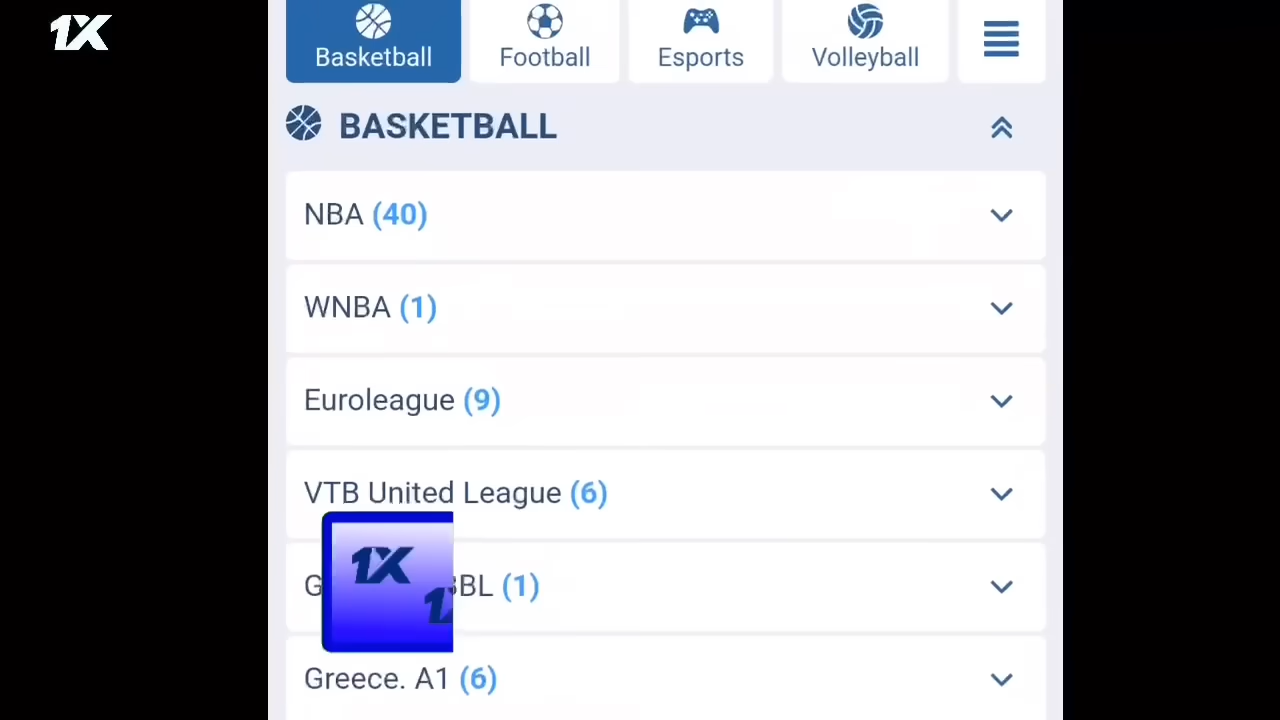 1X
Basketball
Football
Esports
Volleyball
BASKETBALL
NBA (40)
WNBA (1)
Euroleague (9)
VTB United League (6)
1X
BBL (1)
Greece. A1 (6)